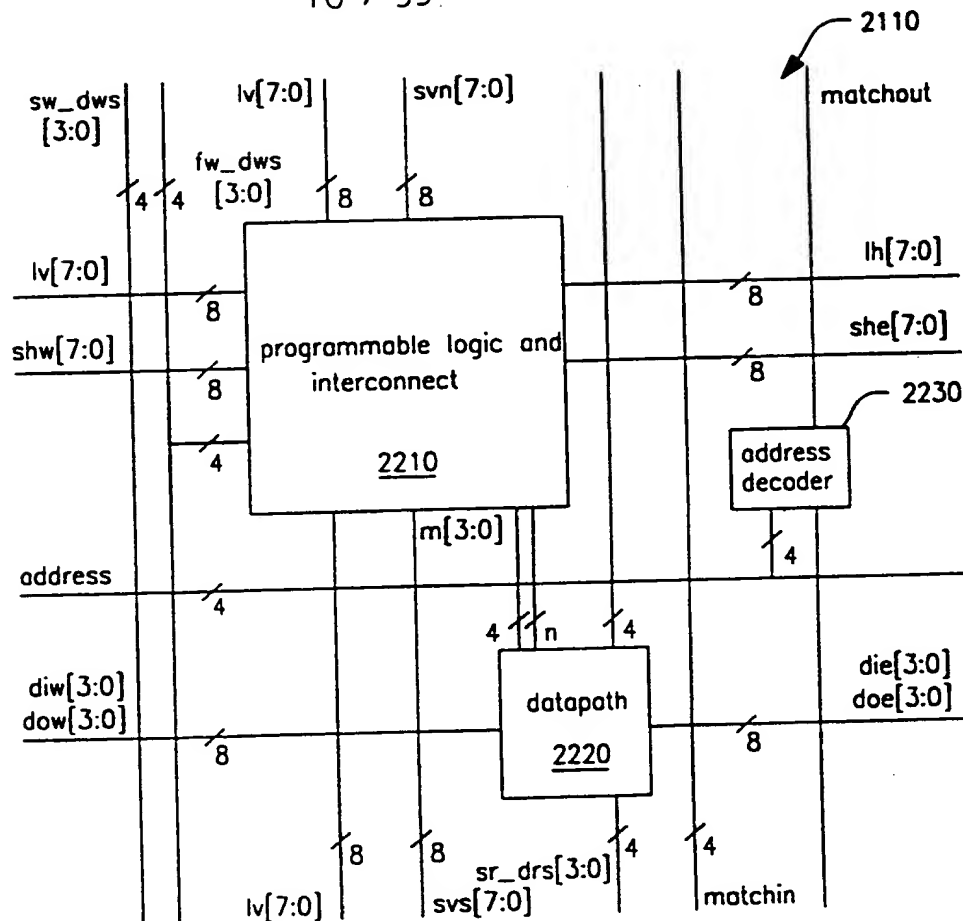 2110
sw_dws
[3:0]
lv[7:0]
svn[7:0]
matchout
fw_dws
[3:0]
4
4
8
8
lv[7:0]
lh[7:0]
8
8
shw[7:0]
she[7:0]
programmable logic and
interconnect
8
8
2230
4
2210
address
decoder
m[3:0]
4
address
4
4
n
4
diw[3:0]
dow[3:0]
die[3:0]
doe[3:0]
datapath
8
2220
8
8
8
4
4
sr_drs[3:0]
lv[7:0]
svs[7:0]
matchin